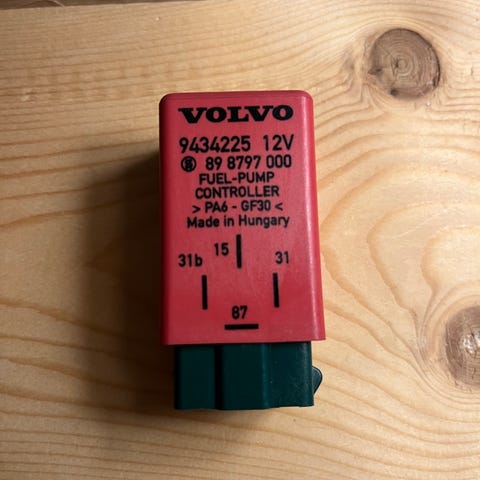 VOLVO
9434225 12V
89 8797 000
FUEL-PUMP
CONTROLLER
> PA6 - GF30 <
Made in Hungary
31b 15 31
87